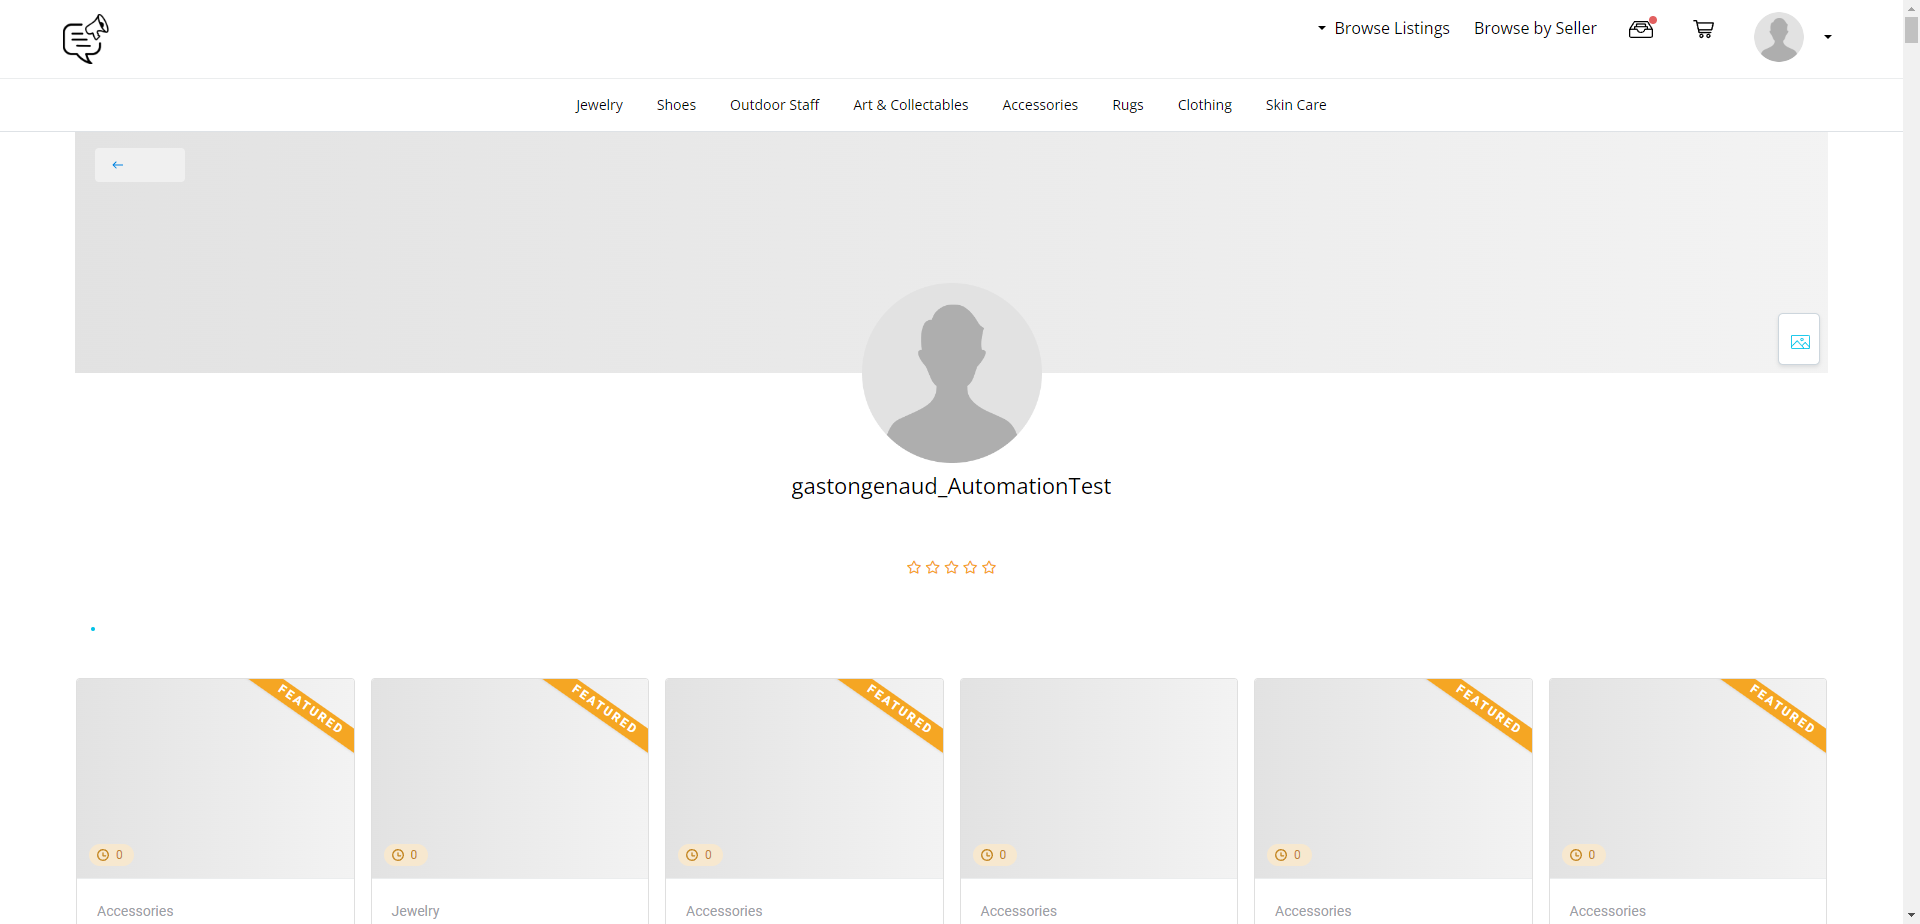 Browse Listings Browse by Seller
Jewelry Shoes Outdoor Staff Art & Collectables Accessories Rugs Clothing Skin Care
gastongenaud_AutomationTest
FEATURED FEATURED FEATURED FEATURED FEATURED
0 0 0 0 0 0
Accessories Jewelry Accessories Accessories Accessories Accessories